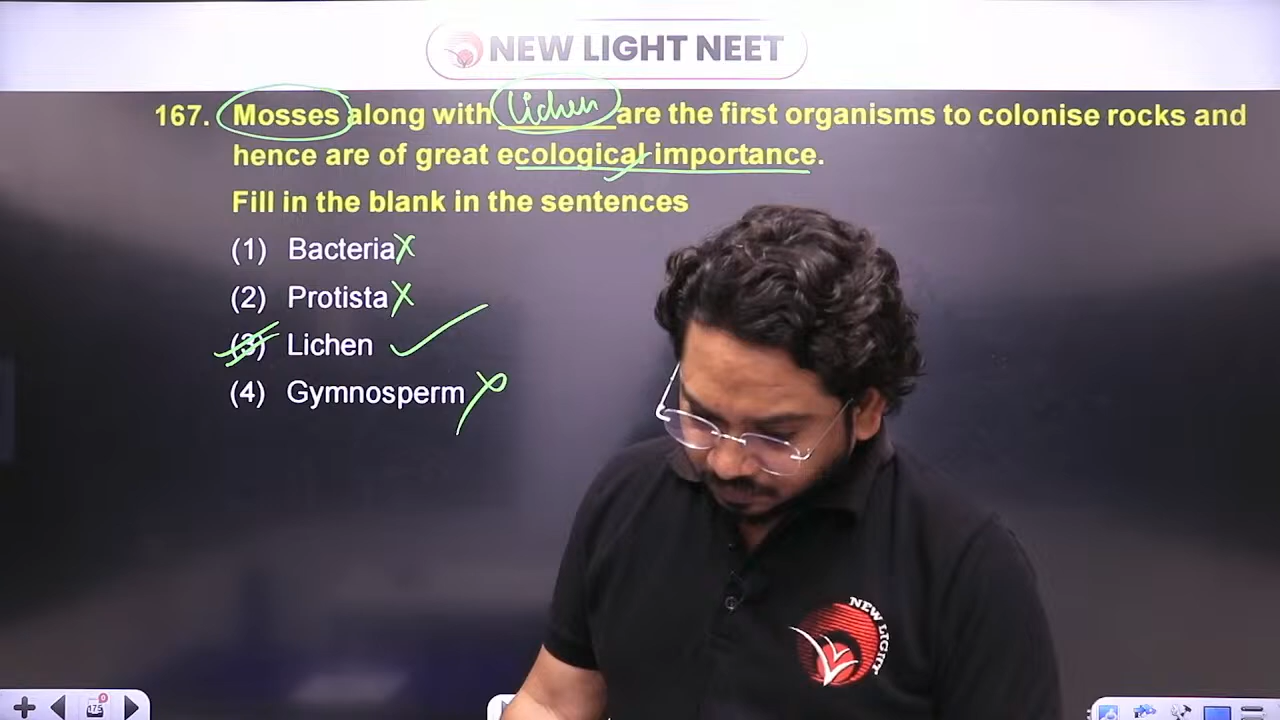 NEW LIGHT NEET
167. Mosses along with Lichen are the first organisms to colonise rocks and
hence are of great ecological importance.
Fill in the blank in the sentences
(1) Bacteria
(2) Protista
(3) Lichen
(4) Gymnosperm
NEW LIGHT
175